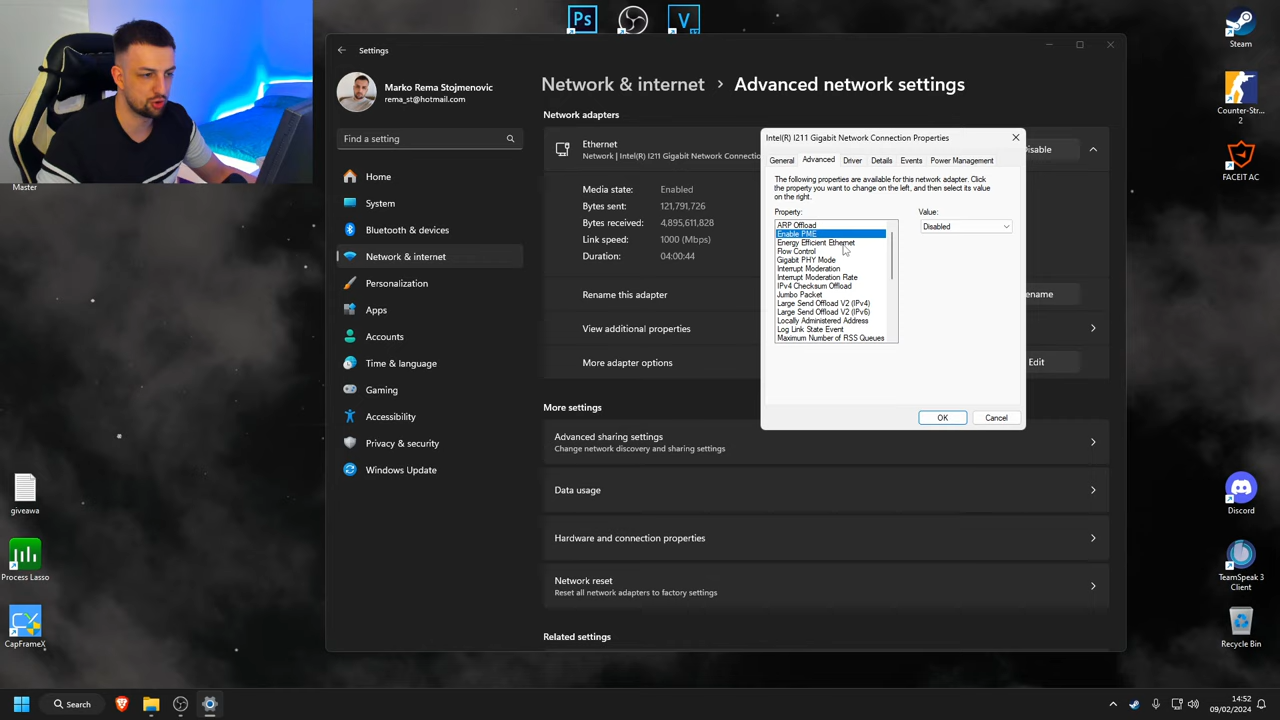 Ps
V
Steam
Counter-St...
2
FACEIT AC
Discord
TeamSpeak 3
Client
Recycle Bin
Master
giveawa
Process Lasso
CapFrameX
Settings
Marko Rema Stojmenovic
rema_st@hotmail.com
Find a setting
Home
System
Bluetooth & devices
Network & internet
Personalization
Apps
Accounts
Time & language
Gaming
Accessibility
Privacy & security
Windows Update
Network & internet > Advanced network settings
Network adapters
Ethernet
Network | Intel(R) I211 Gigabit Network Connectio
Disable
Media state: Enabled
Bytes sent: 121,791,726
Bytes received: 4,895,611,828
Link speed: 1000 (Mbps)
Duration: 04:00:44
Rename this adapter
ename
View additional properties
More adapter options
Edit
More settings
Advanced sharing settings
Change network discovery and sharing settings
Data usage
Hardware and connection properties
Network reset
Reset all network adapters to factory settings
Related settings
Intel(R) I211 Gigabit Network Connection Properties
General Advanced Driver Details Events Power Management
The following properties are available for this network adapter. Click
the property you want to change on the left, and then select its value
on the right.
Property:
Value:
ARP Offload
Enable PME
Energy Efficient Ethernet
Flow Control
Gigabit PHY Mode
Interrupt Moderation
Interrupt Moderation Rate
IPv4 Checksum Offload
Jumbo Packet
Large Send Offload V2 (IPv4)
Large Send Offload V2 (IPv6)
Locally Administered Address
Log Link State Event
Maximum Number of RSS Queues
Disabled
OK
Cancel
Search
14:52
09/02/2024